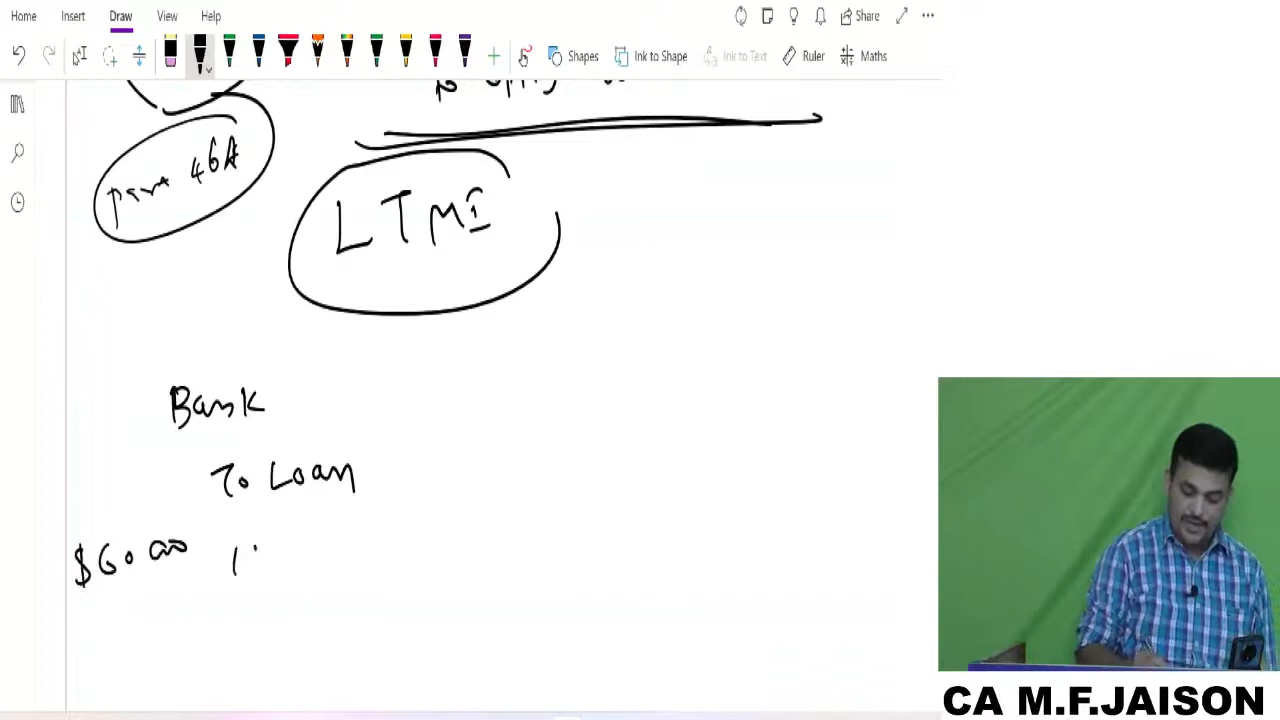 Home Insert Draw View Help
Share
Shapes Ink to Shape Ink to Text Ruler Maths
para 46A
LTMI
Bank
To Loan
$6000
CA M.F.JAISON